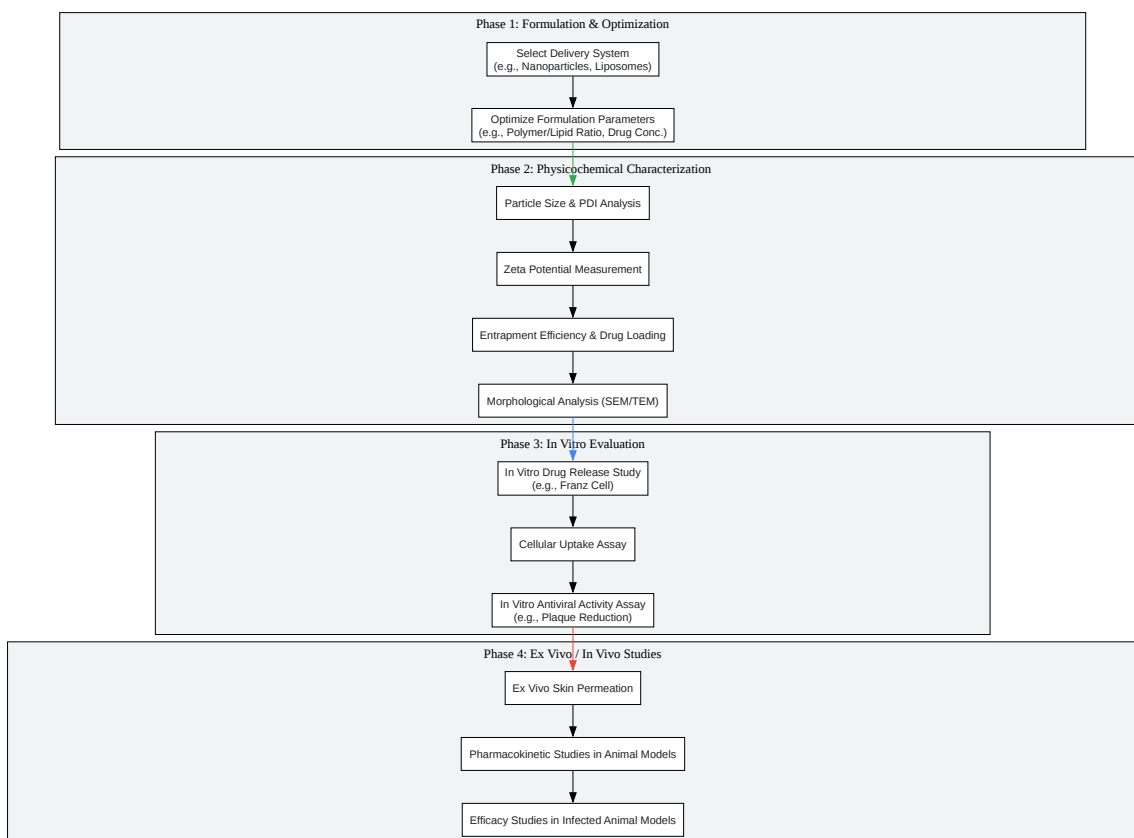 Phase 1: Formulation & Optimization
Select Delivery System
(e.g., Nanoparticles, Liposomes)
Optimize Formulation Parameters
(e.g., Polymer/Lipid Ratio, Drug Conc.)
Phase 2: Physicochemical Characterization
Particle Size & PDI Analysis
Zeta Potential Measurement
Entrapment Efficiency & Drug Loading
Morphological Analysis (SEM/TEM)
Phase 3: In Vitro Evaluation
In Vitro Drug Release Study
(e.g., Franz Cell)
Cellular Uptake Assay
In Vitro Antiviral Activity Assay
(e.g., Plaque Reduction)
Phase 4: Ex Vivo / In Vivo Studies
Ex Vivo Skin Permeation
Pharmacokinetic Studies in Animal Models
Efficacy Studies in Infected Animal Models